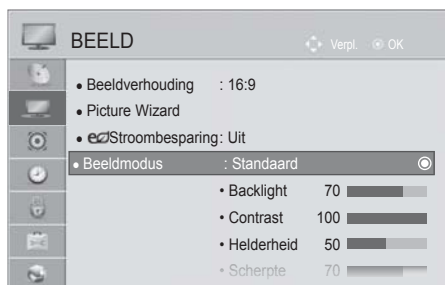 BEELD Verpl. OK
• Beeldverhouding : 16:9
• Picture Wizard
• eco Stroombesparing: Uit
• Beeldmodus : Standaard
• Backlight 70
• Contrast 100
• Helderheid 50
• Scherpte 70